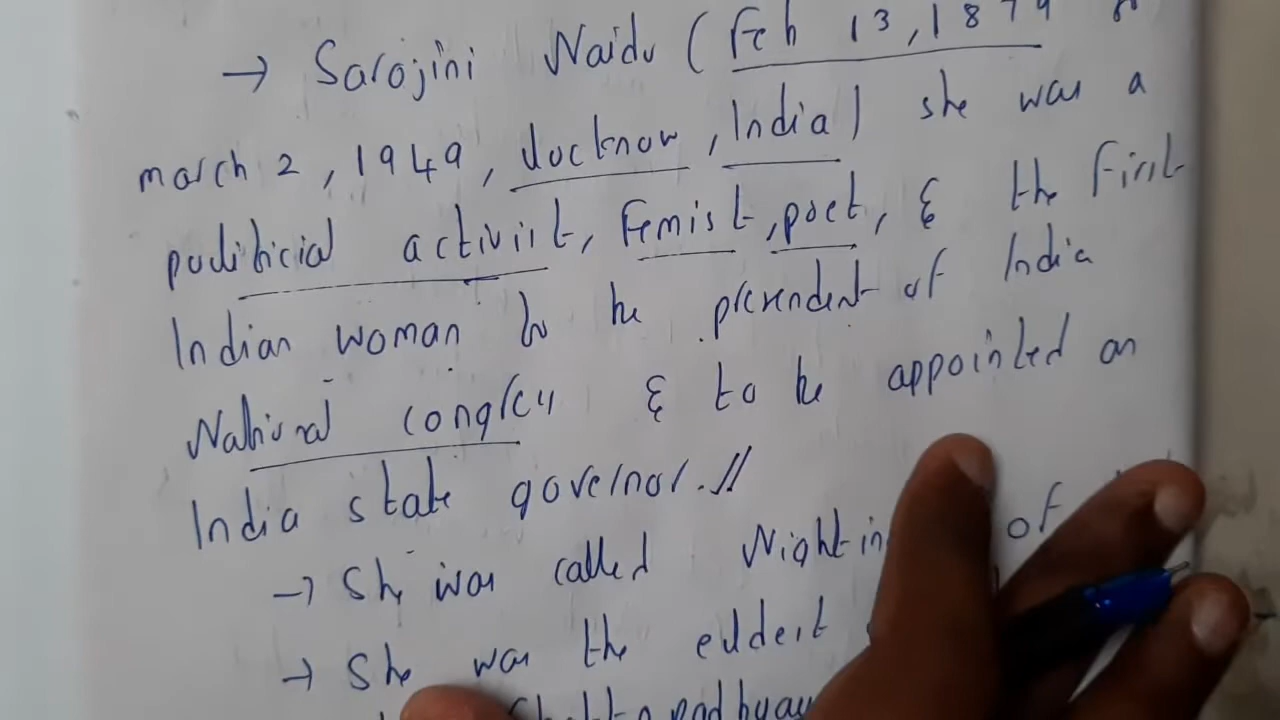 → Sarojini Naidu ( Feb 13, 1879
march 2, 1949, Lucknow, India) she was a
puditicial activist, Femist, poet, & the First
Indian woman to be president of India
National congress & to be appointed an
India state governor.//
→ She was called of
→ She was the eldest